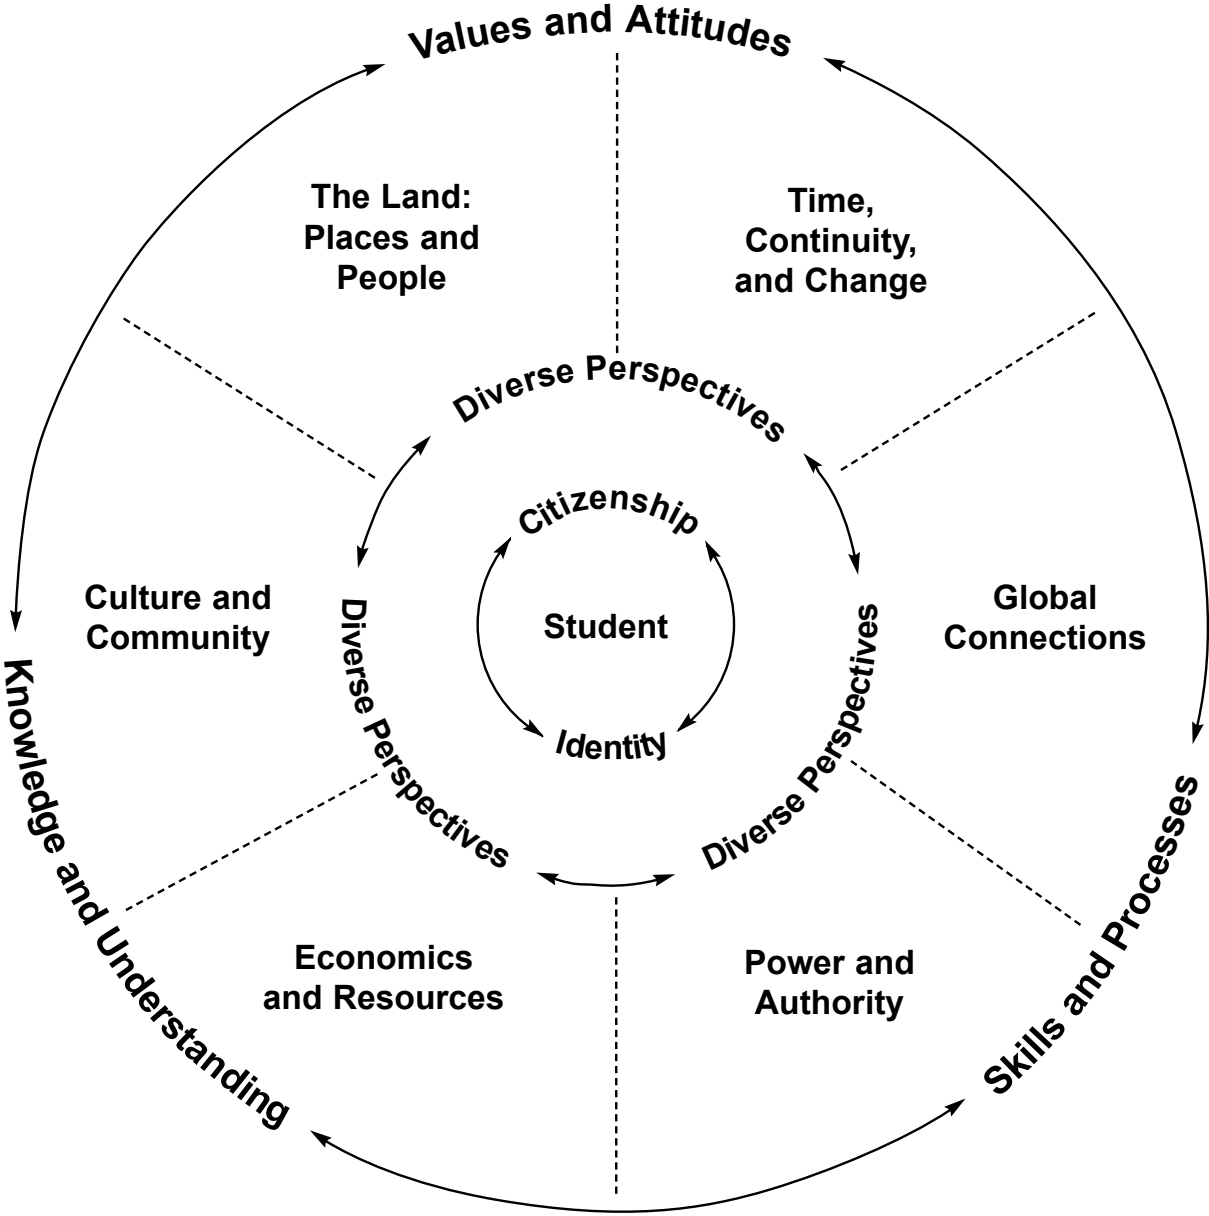 Values and Attitudes
The Land:
Places and
People
Time,
Continuity,
and Change
Diverse Perspectives
Citizenship
Culture and
Community
Diverse Perspectives
Student
Diverse Perspectives
Global
Connections
Identity
Knowledge and Understanding
Skills and Processes
Economics
and Resources
Power and
Authority